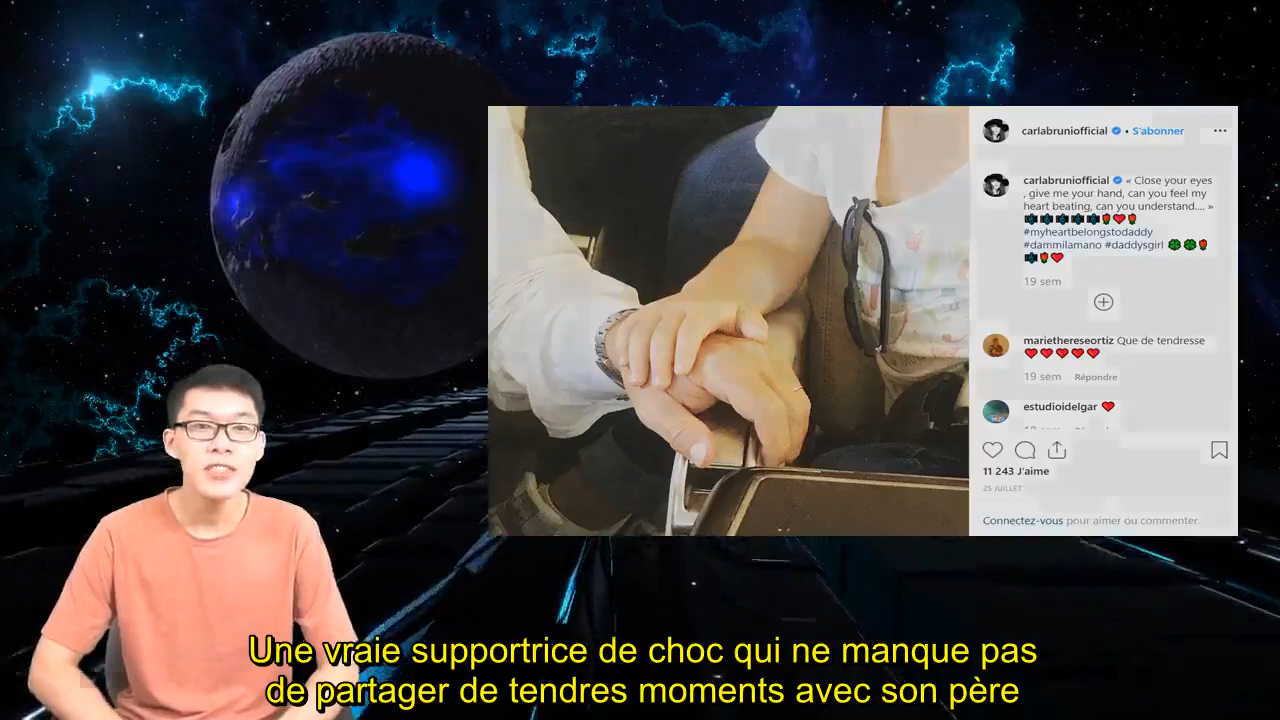 carlabruniofficial • S'abonner
carlabruniofficial « Close your eyes
, give me your hand, can you feel my
heart beating, can you understand.... »
#myheartbelongstodaddy
#dammilamano #daddysgirl
19 sem
mariethereseortiz Que de tendresse
19 sem Répondre
estudioidelgar
11 243 J'aime
25 JUILLET
Connectez-vous pour aimer ou commenter.
Une vraie supportrice de choc qui ne manque pas
de partager de tendres moments avec son père